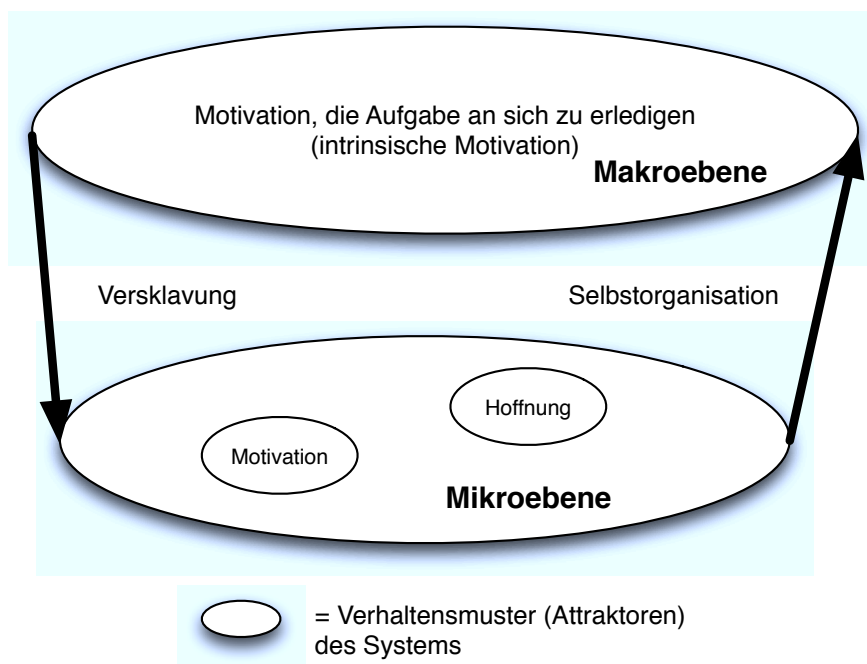 Motivation, die Aufgabe an sich zu erledigen
(intrinsische Motivation)
Makroebene
Versklavung
Selbstorganisation
Hoffnung
Motivation
Mikroebene
= Verhaltensmuster (Attraktoren)
des Systems